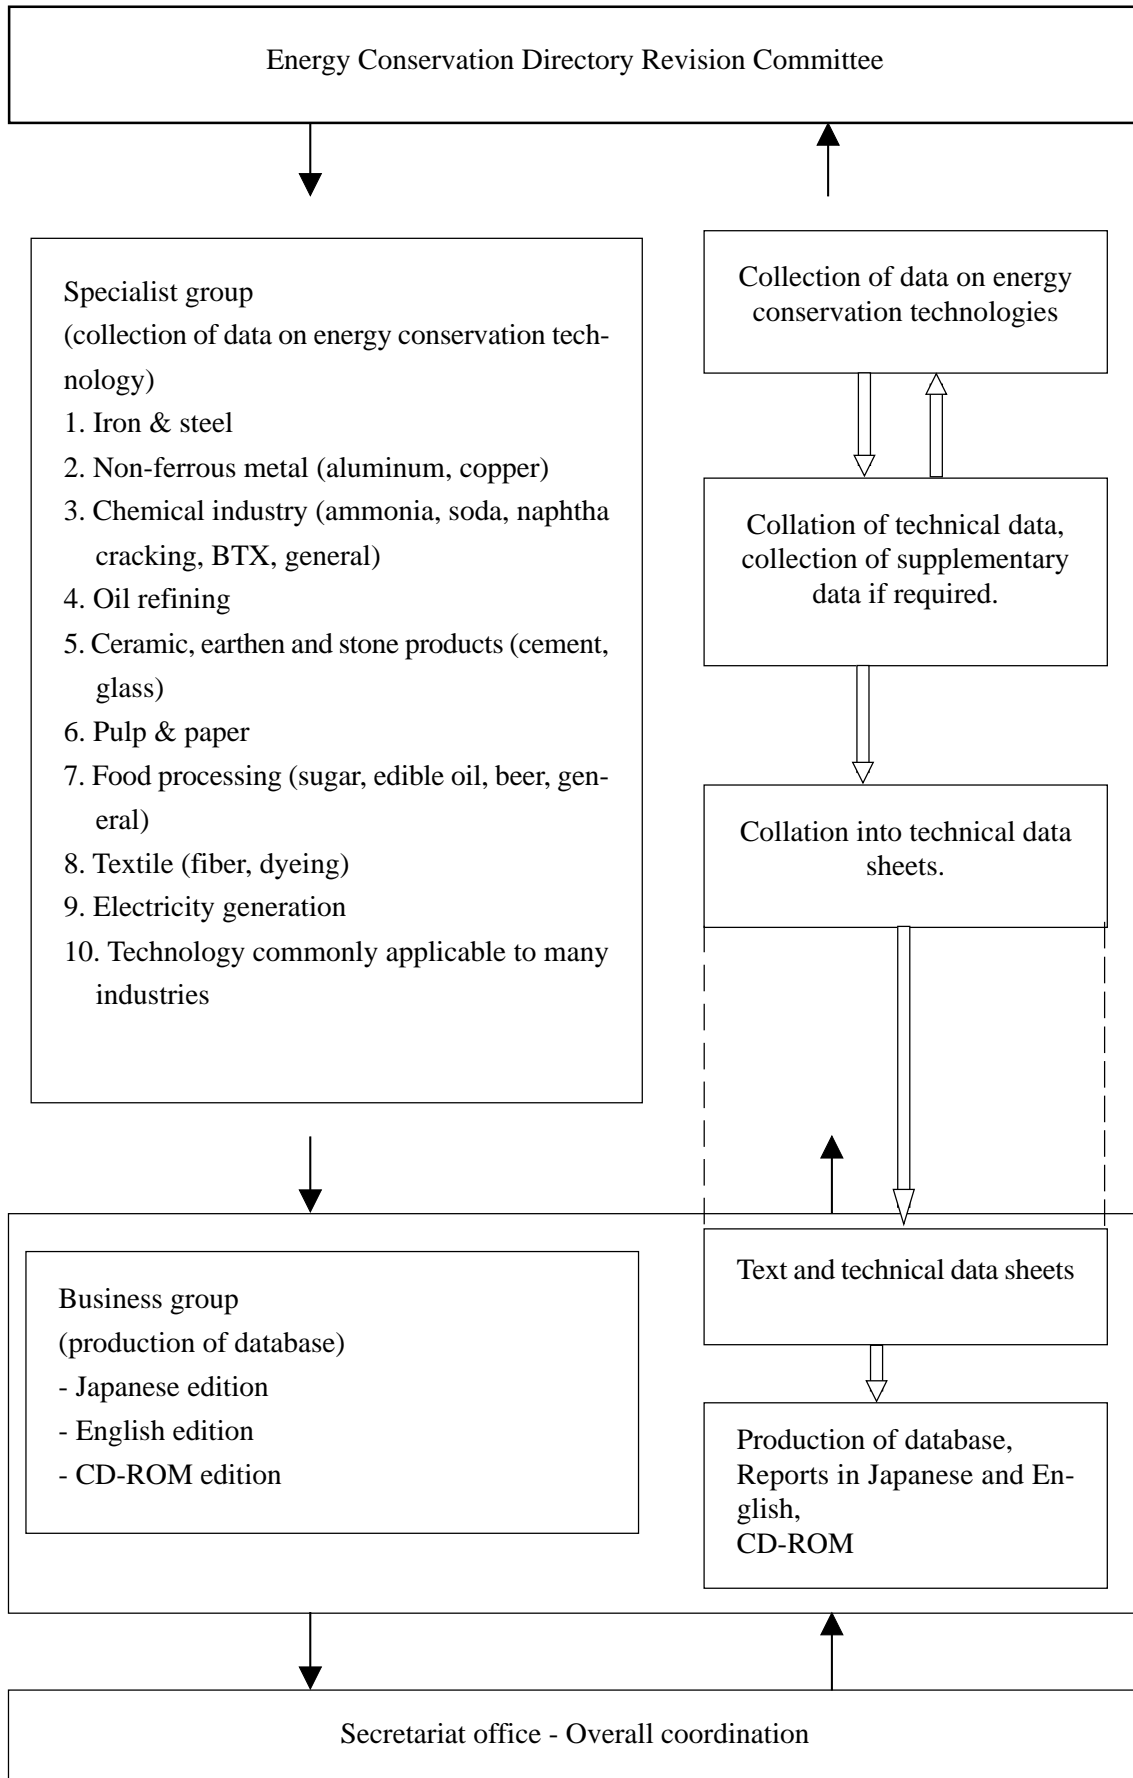 Energy Conservation Directory Revision Committee
Specialist group
(collection of data on energy conservation tech-
nology)
1. Iron & steel
2. Non-ferrous metal (aluminum, copper)
3. Chemical industry (ammonia, soda, naphtha
cracking, BTX, general)
4. Oil refining
5. Ceramic, earthen and stone products (cement,
glass)
6. Pulp & paper
7. Food processing (sugar, edible oil, beer, gen-
eral)
8. Textile (fiber, dyeing)
9. Electricity generation
10. Technology commonly applicable to many
industries
Collection of data on energy
conservation technologies
Collation of technical data,
collection of supplementary
data if required.
Collation into technical data
sheets.
Business group
(production of database)
- Japanese edition
- English edition
- CD-ROM edition
Text and technical data sheets
Production of database,
Reports in Japanese and En-
glish,
CD-ROM
Secretariat office - Overall coordination